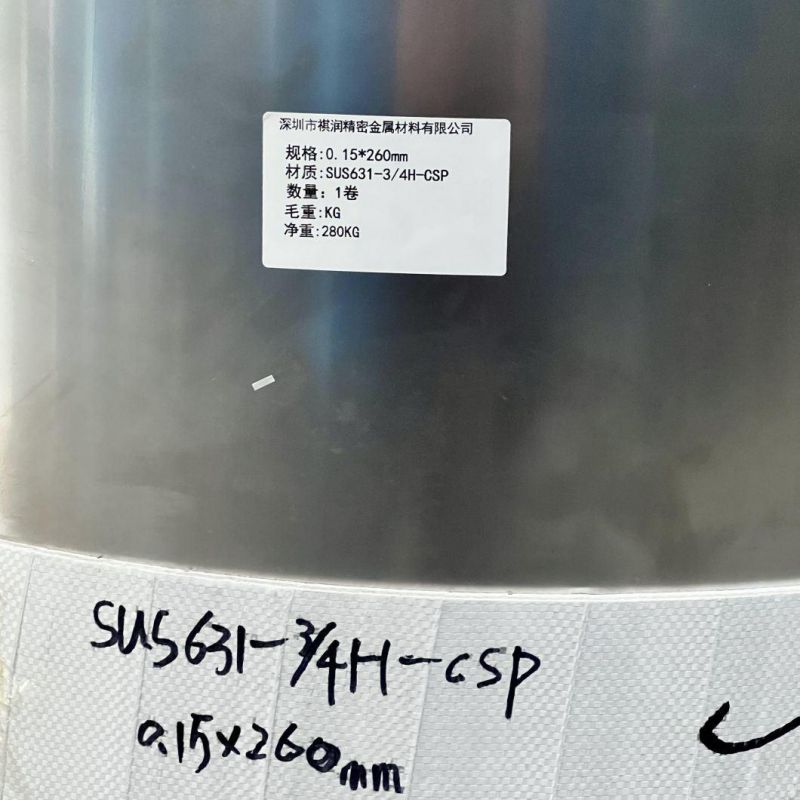 深圳市祺润精密金属材料有限公司
规格:0.15*260mm
材质:SUS631-3/4H-CSP
数量：1卷
毛重:KG
净重:280KG
SUS631-3/4H-CSP
0.15×260mm